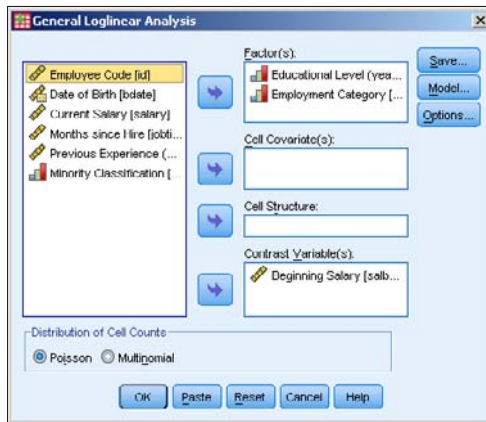 General Loglinear Analysis
Employee Code [id]
Date of Birth [bdate]
Current Salary [salary]
Months since Hire [jobti...
Previous Experience (...
Minority Classification [...
Factor(s):
Educational Level (yea...
Employment Category [...
Cell Covariate(s):
Cell Structure:
Contrast Variable(s):
Beginning Salary [salb...
Save...
Model...
Options...
Distribution of Cell Counts
Poisson Multinomial
OK Paste Reset Cancel Help